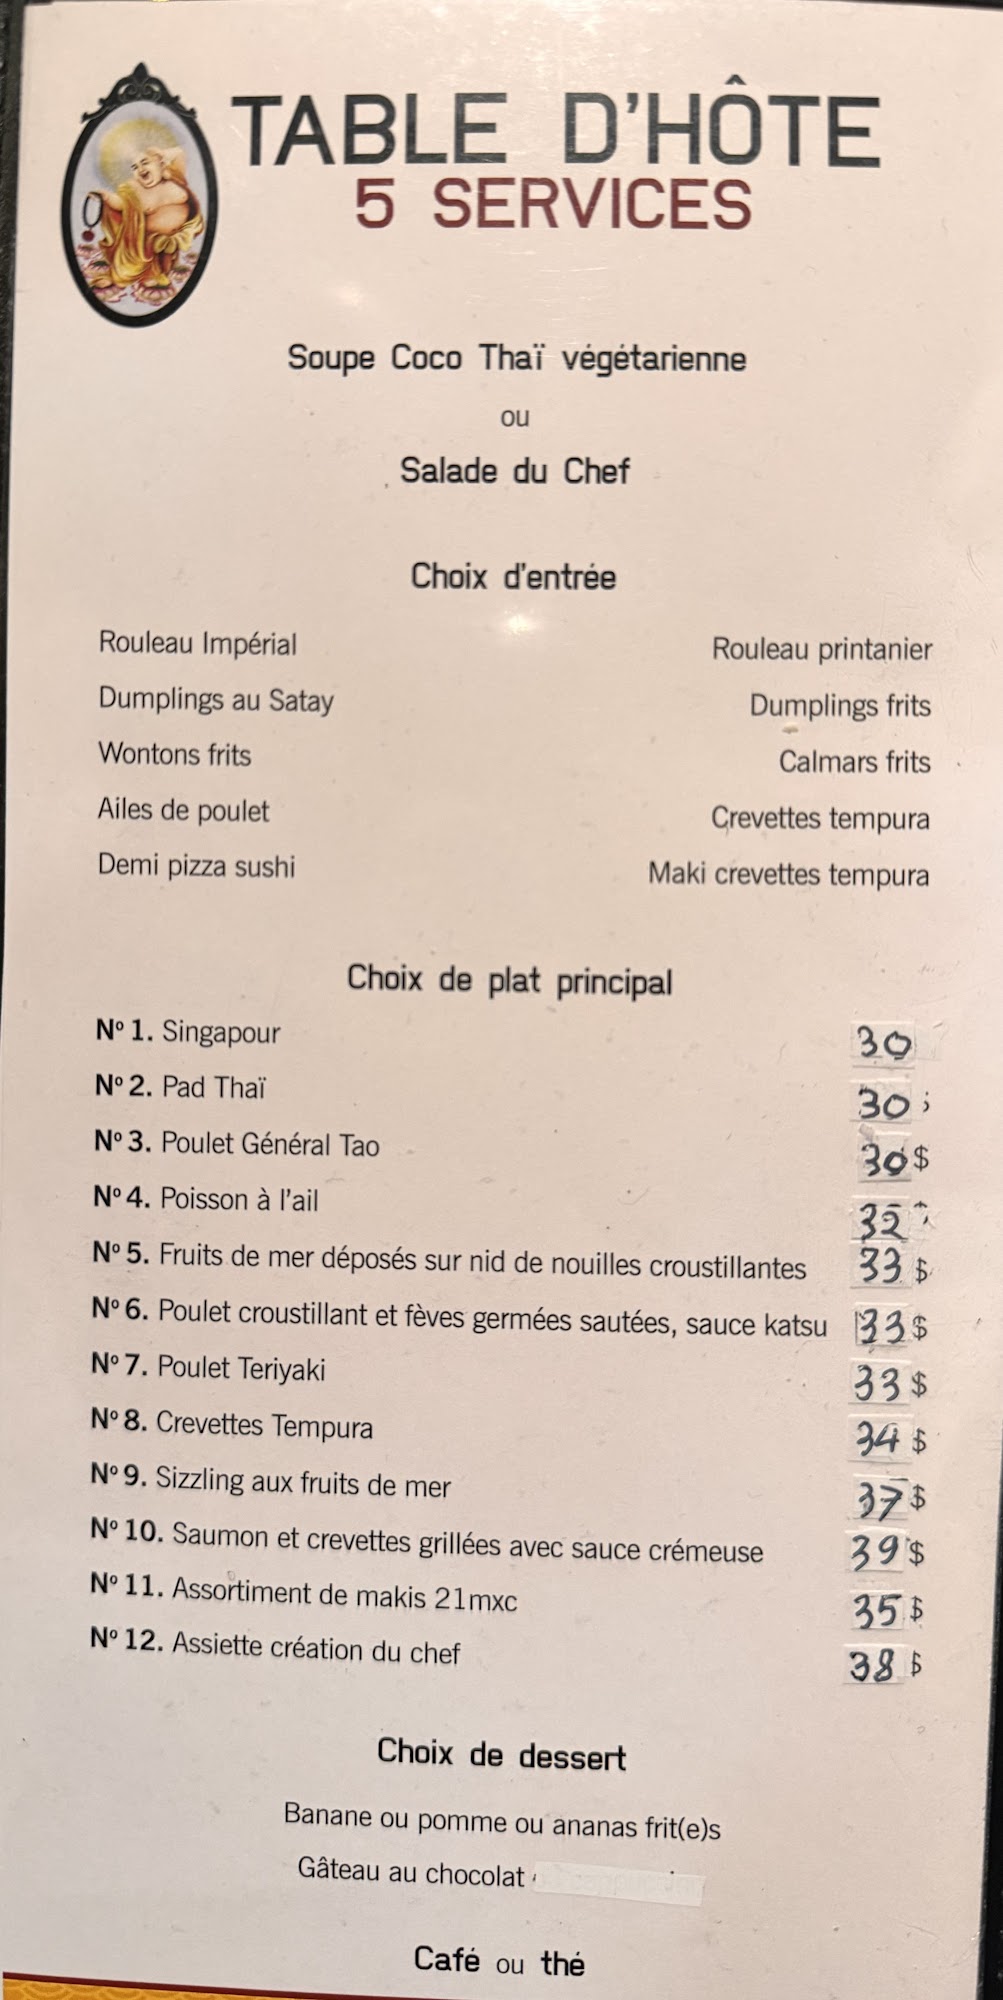 TABLE D'HÔTE
5 SERVICES
Soupe Coco Thaï végétarienne
ou
Salade du Chef
Choix d'entrée
Rouleau Impérial Rouleau printanier
Dumplings au Satay Dumplings frits
Wontons frits Calmars frits
Ailes de poulet Crevettes tempura
Demi pizza sushi Maki crevettes tempura
Choix de plat principal
Nº 1. Singapour 30
Nº 2. Pad Thaï 30
Nº 3. Poulet Général Tao 30$
Nº 4. Poisson à l'ail 32
Nº 5. Fruits de mer déposés sur nid de nouilles croustillantes 33$
Nº 6. Poulet croustillant et fèves germées sautées, sauce katsu 33$
Nº 7. Poulet Teriyaki 33$
Nº 8. Crevettes Tempura 34$
Nº 9. Sizzling aux fruits de mer 37$
Nº 10. Saumon et crevettes grillées avec sauce crémeuse 39$
Nº 11. Assortiment de makis 21mxc 35$
Nº 12. Assiette création du chef 38$
Choix de dessert
Banane ou pomme ou ananas frit(e)s
Gâteau au chocolat
Café ou thé